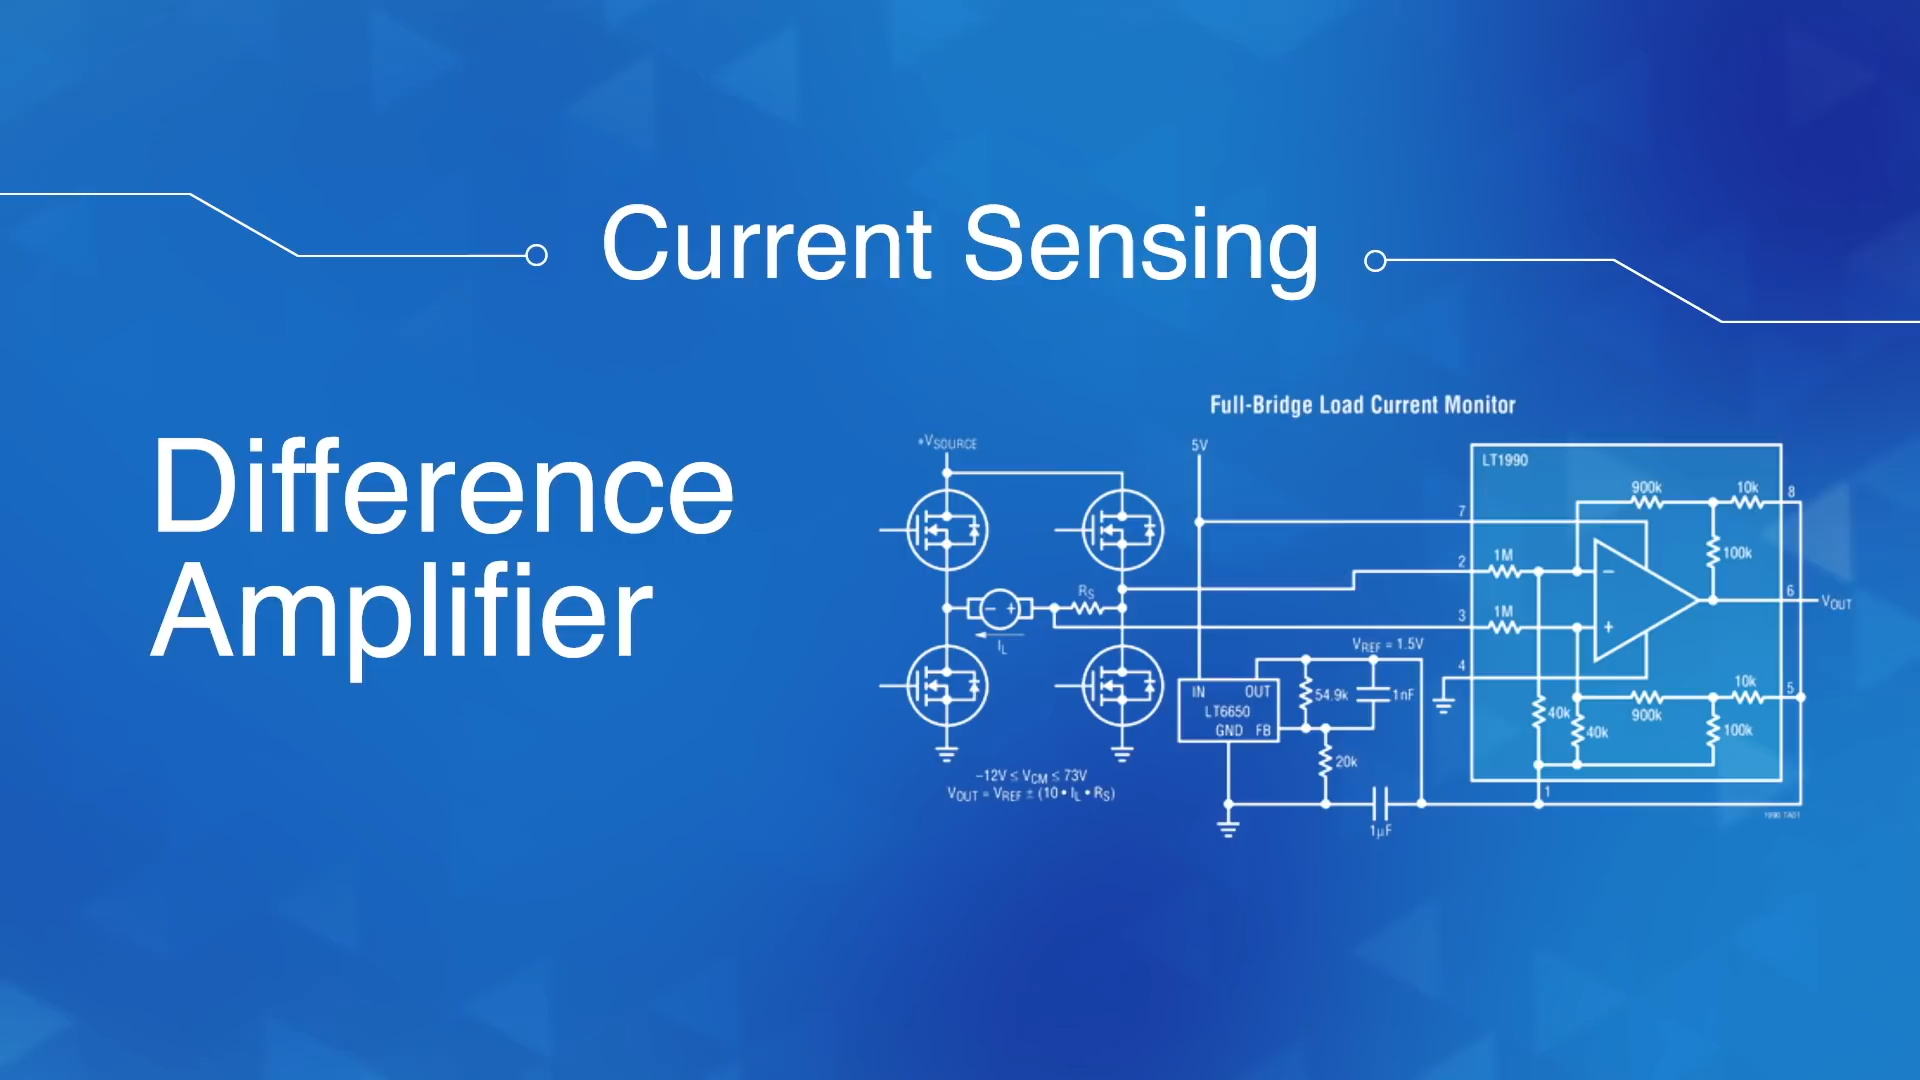 Current Sensing
Difference
Amplifier
Full-Bridge Load Current Monitor
+VSOURCE
5V
LT1990
900k
10k
8
7
100k
2
1M
−
RS
6
VOUT
− +
3
1M
+
IL
VREF = 1.5V
4
IN
OUT
54.9k
1nF
10k
5
LT6650
40k
900k
GND FB
40k
100k
20k
−12V ≤ VCM ≤ 73V
VOUT = VREF ± (10 • IL • RS)
1
1µF
1990 TA01